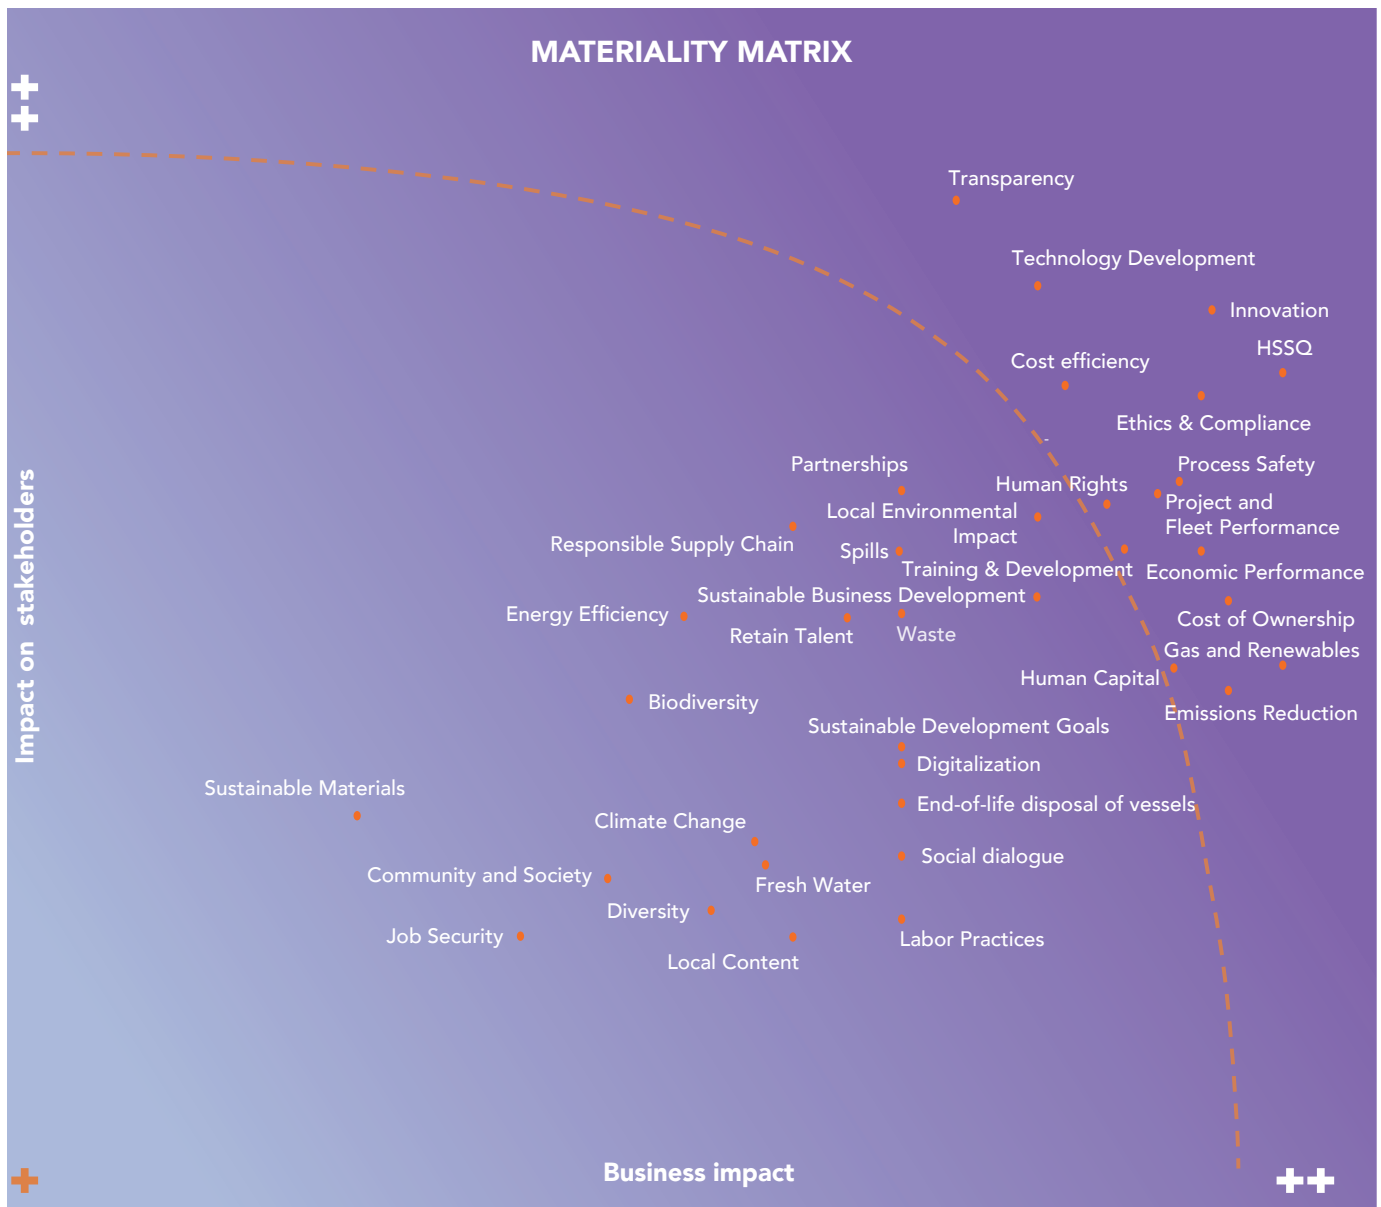 MATERIALITY MATRIX
++
Transparency
Technology Development
Innovation
HSSQ
Cost efficiency
Ethics & Compliance
-
Partnerships
Process Safety
Human Rights
Project and
Fleet Performance
Local Environmental
Impact
Responsible Supply Chain
Spills
Training & Development
Economic Performance
Sustainable Business Development
Energy Efficiency
Retain Talent
Waste
Cost of Ownership
Gas and Renewables
Human Capital
Impact on stakeholders
Biodiversity
Emissions Reduction
Sustainable Development Goals
Digitalization
Sustainable Materials
End-of-life disposal of vessels
Climate Change
Social dialogue
Community and Society
Fresh Water
Diversity
Job Security
Labor Practices
Local Content
+
Business impact
++